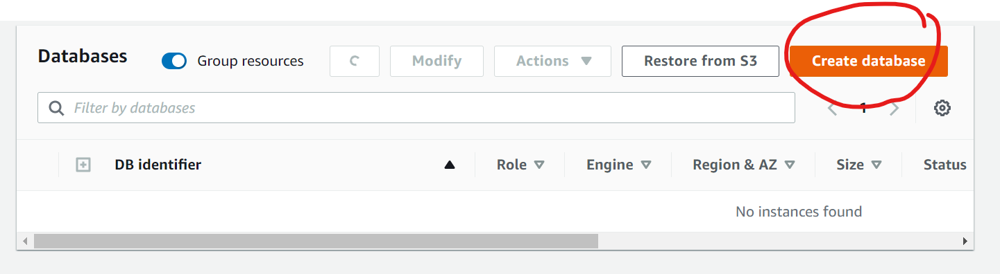 Databases Group resources Modify Actions Restore from S3 Create database
Filter by databases 1
DB identifier Role Engine Region & AZ Size Status
No instances found